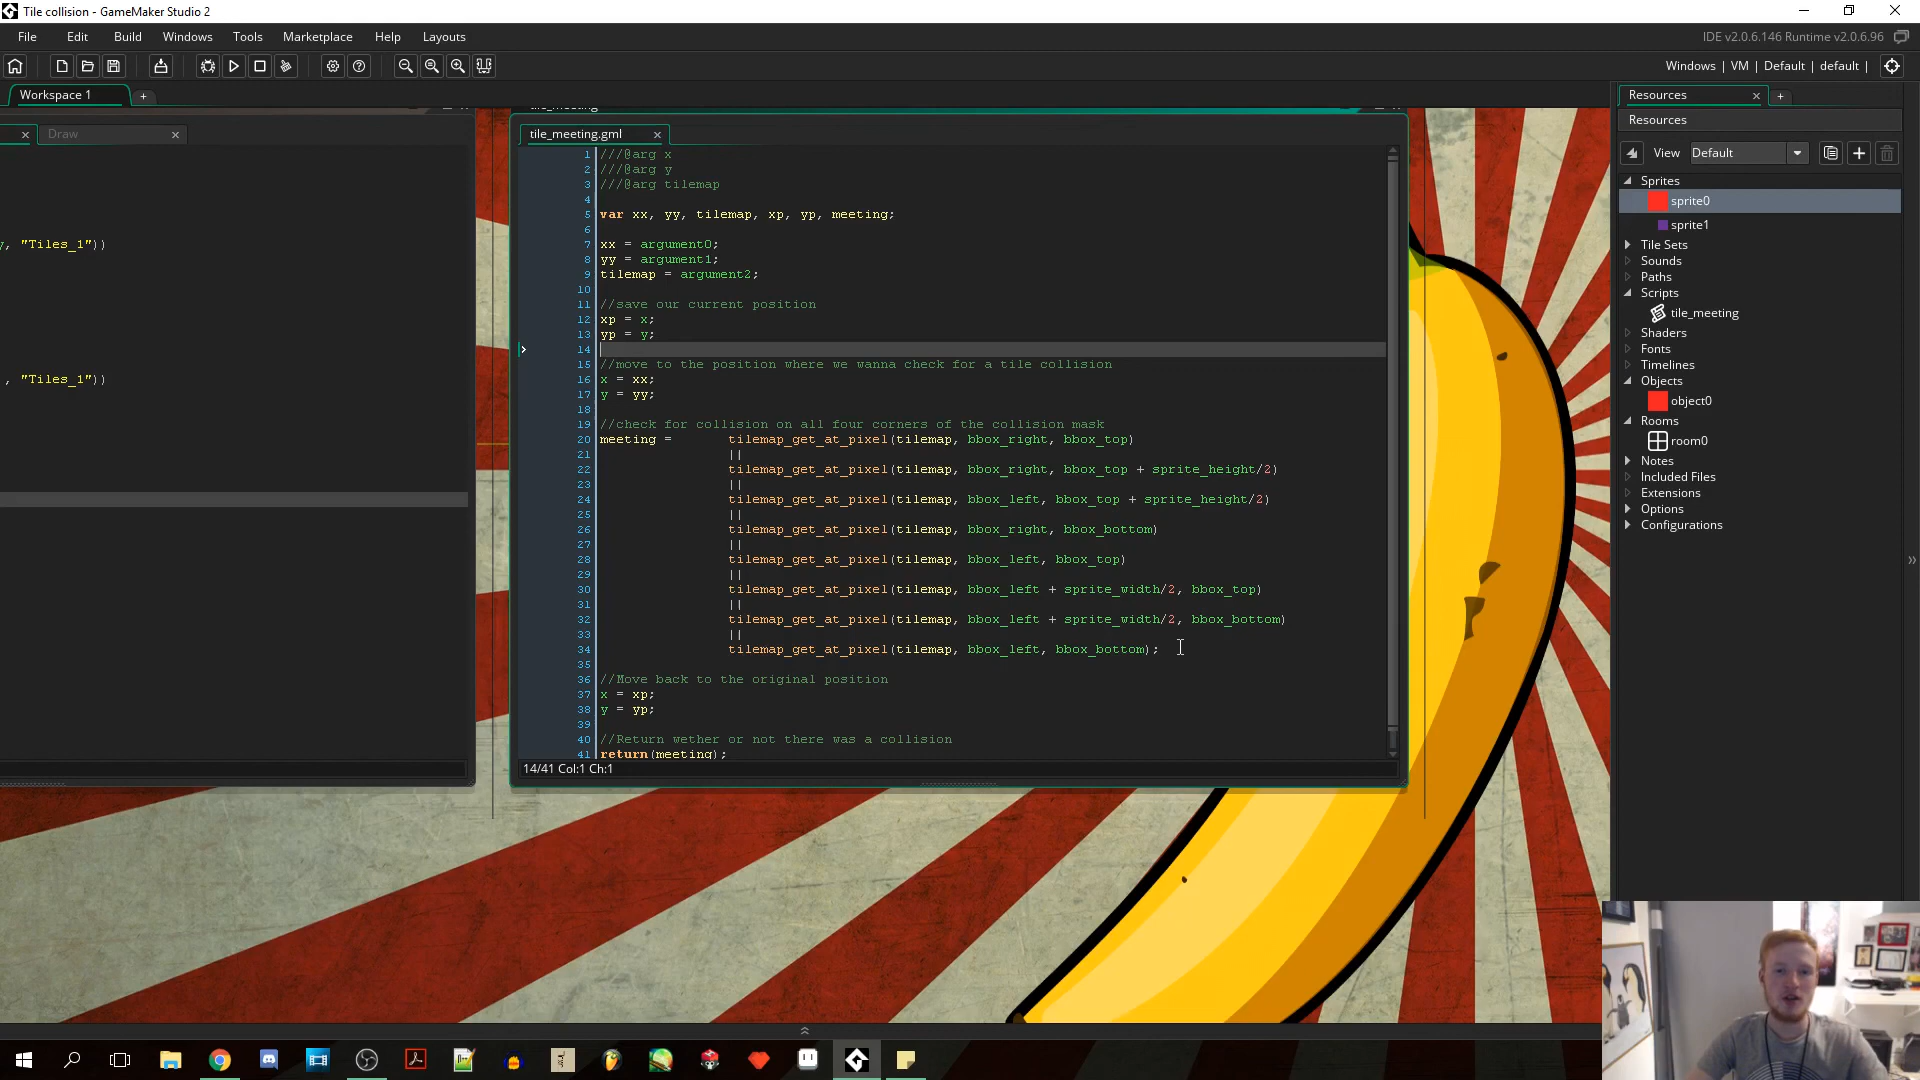 Tile collision - GameMaker Studio 2
File Edit Build Windows Tools Marketplace Help Layouts
IDE v2.0.6.146 Runtime v2.0.6.96
Windows | VM | Default | default |
Workspace 1
Draw
y, "Tiles_1"))
, "Tiles_1"))
tile_meeting
tile_meeting.gml
1 ///@arg x
2 ///@arg y
3 ///@arg tilemap
4
5 var xx, yy, tilemap, xp, yp, meeting;
6
7 xx = argument0;
8 yy = argument1;
9 tilemap = argument2;
10
11 //save our current position
12 xp = x;
13 yp = y;
14
15 //move to the position where we wanna check for a tile collision
16 x = xx;
17 y = yy;
18
19 //check for collision on all four corners of the collision mask
20 meeting = tilemap_get_at_pixel(tilemap, bbox_right, bbox_top)
21 ||
22 tilemap_get_at_pixel(tilemap, bbox_right, bbox_top + sprite_height/2)
23 ||
24 tilemap_get_at_pixel(tilemap, bbox_left, bbox_top + sprite_height/2)
25 ||
26 tilemap_get_at_pixel(tilemap, bbox_right, bbox_bottom)
27 ||
28 tilemap_get_at_pixel(tilemap, bbox_left, bbox_top)
29 ||
30 tilemap_get_at_pixel(tilemap, bbox_left + sprite_width/2, bbox_top)
31 ||
32 tilemap_get_at_pixel(tilemap, bbox_left + sprite_width/2, bbox_bottom)
33 ||
34 tilemap_get_at_pixel(tilemap, bbox_left, bbox_bottom);
35
36 //Move back to the original position
37 x = xp;
38 y = yp;
39
40 //Return wether or not there was a collision
41 return(meeting);
14/41 Col:1 Ch:1
Resources
Resources
View Default
Sprites
sprite0
sprite1
Tile Sets
Sounds
Paths
Scripts
tile_meeting
Shaders
Fonts
Timelines
Objects
object0
Rooms
room0
Notes
Included Files
Extensions
Options
Configurations